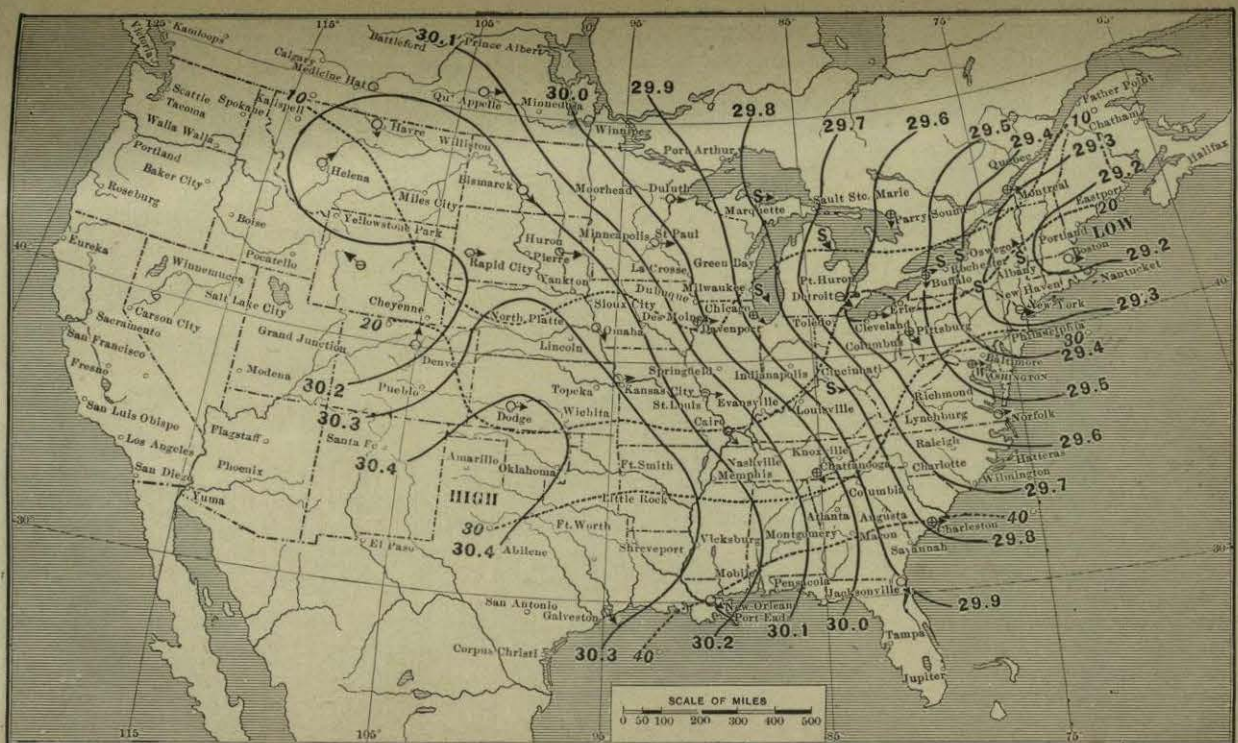 125°
115°
105°
95
85
75
65°
Kamloops
Victoria
Calgary
Battleford
30.1
Prince Albert
Medicine Hat
Qu' Appelle
Minnedosa
30.0
29.9
29.8
29.7
29.6
29.5
29.4
10
29.3
29.2
Father Point
Chatham
Halifax
Seattle
Spokane
Kalispell
10
Tacoma
Walla Walla
Havre
Williston
Winnipeg
Port Arthur
Quebec
Montreal
Eastport
20
Portland
Baker City
Roseburg
Helena
Miles City
Bismarck
Moorhead
Duluth
Marquette
S
Sault Ste. Marie
Parry Sound
Portland
LOW
Boise
Yellowstone Park
Huron
Pierre
Minneapolis
St Paul
Green Bay
S
Oswego
Rochester
Albany
S
Boston
29.2
40
Eureka
Winnemucca
Pocatello
Rapid City
Yankton
La Crosse
Milwaukee
S
Pt. Huron
Detroit
S
Buffalo
S
New Haven
Nantucket
Salt Lake City
Cheyenne
Sioux City
Dubuque
Chicago
Toledo
Erie
New York
29.3
40
Carson City
Sacramento
20
North Platte
Omaha
Des Moines
Davenport
Cleveland
Pittsburg
Philadelphia
30
San Francisco
Grand Junction
Denver
Lincoln
Columbus
Baltimore
29.4
Fresno
Modena
Pueblo
Topeka
Kansas City
Springfield
Indianapolis
Cincinnati
WASHINGTON
30.2
30.3
St. Louis
Evansville
Louisville
S
Richmond
29.5
San Luis Obispo
Dodge
Wichita
Cairo
Lynchburg
Norfolk
Los Angeles
Flagstaff
Santa Fe
30.4
Nashville
Knoxville
Raleigh
29.6
San Diego
Phoenix
Amarillo
Oklahoma
Ft. Smith
Memphis
Chattanooga
Charlotte
Hatteras
Wilmington
Yuma
HIGH
Little Rock
Columbia
29.7
30
30
Ft. Worth
Atlanta
Augusta
40
El Paso
30.4
Abilene
Shreveport
Vicksburg
Montgomery
Macon
Charleston
29.8
30
Savannah
Mobile
Pensacola
Jacksonville
San Antonio
Galveston
New Orlean
Port Eads
29.9
Corpus Christi
30.3
40
30.2
30.1
30.0
Tampa
Jupiter
SCALE OF MILES
0 50 100 200 300 400 500
115
105°
95
85
75